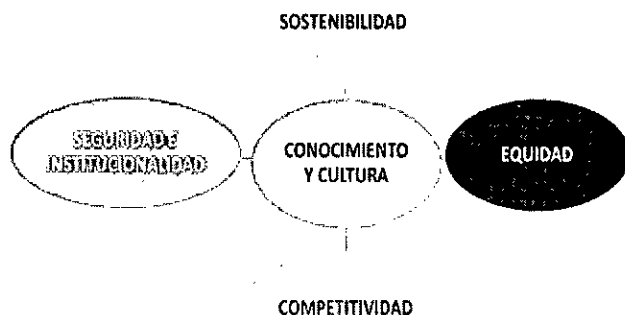 SOSTENIBILIDAD
SEGURIDAD E
INSTITUCIONALIDAD
CONOCIMIENTO
Y CULTURA
EQUIDAD
COMPETITIVIDAD